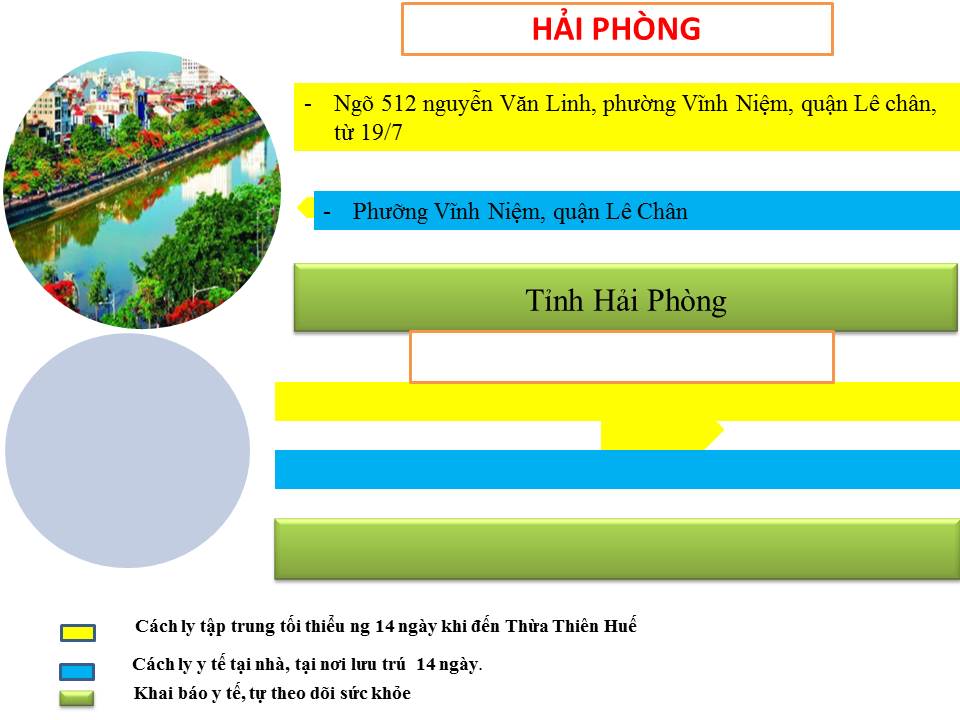 HẢI PHÒNG
- Ngõ 512 nguyễn Văn Linh, phường Vĩnh Niệm, quận Lê chân,
từ 19/7
- Phưỡng Vĩnh Niệm, quận Lê Chân
Tỉnh Hải Phòng
Cách ly tập trung tối thiểu ng 14 ngày khi đến Thừa Thiên Huế
Cách ly y tế tại nhà, tại nơi lưu trú 14 ngày.
Khai báo y tế, tự theo dõi sức khỏe